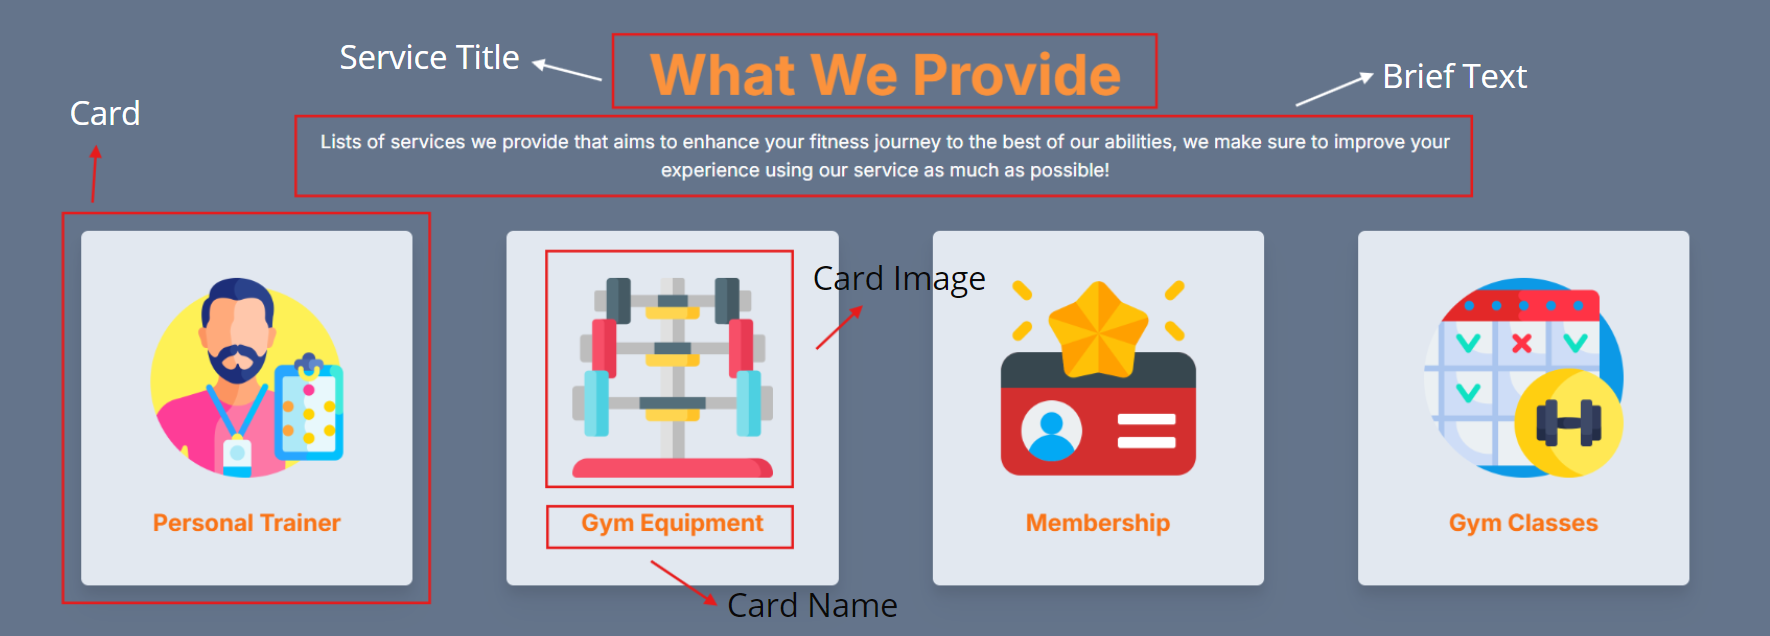 Service Title
What We Provide
Brief Text
Card
Lists of services we provide that aims to enhance your fitness journey to the best of our abilities, we make sure to improve your
experience using our service as much as possible!
Card Image
Personal Trainer
Gym Equipment
Membership
Gym Classes
Card Name